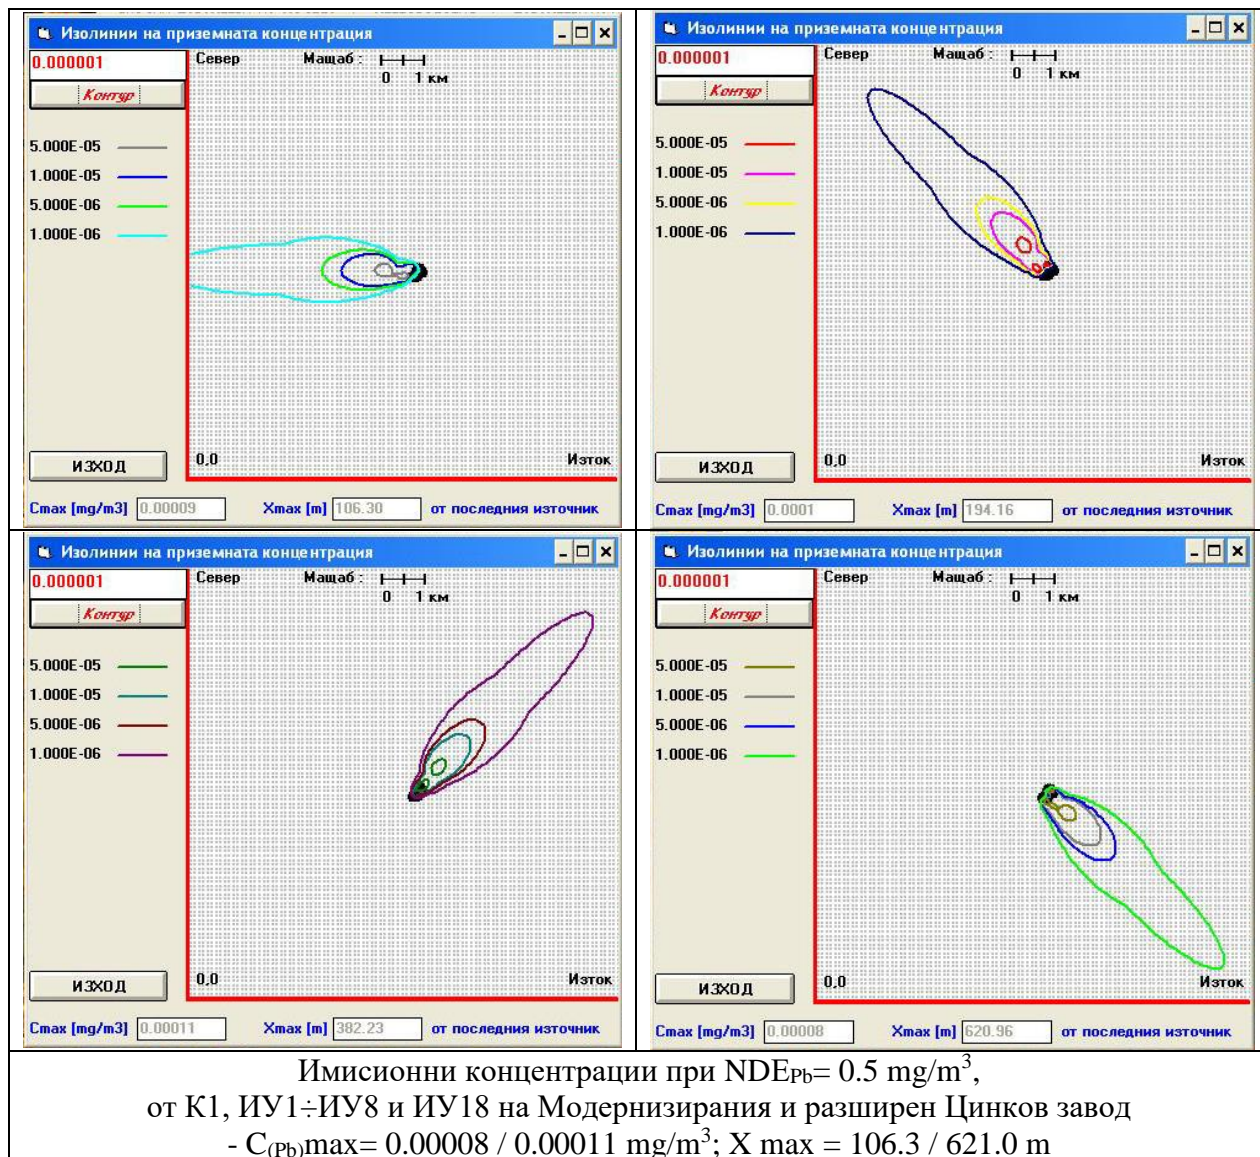 Изолинии на приземната концентрация
0.000001
Север
Мащаб :
0 1 км
Контур
5.000E-05
1.000E-05
5.000E-06
1.000E-06
ИЗХОД
0,0
Изток
Cmax [mg/m3] 0.00009 Xmax [m] 106.30 от последния източник
Изолинии на приземната концентрация
0.000001
Север
Мащаб :
0 1 км
Контур
5.000E-05
1.000E-05
5.000E-06
1.000E-06
ИЗХОД
0,0
Изток
Cmax [mg/m3] 0.0001 Xmax [m] 194.16 от последния източник
Изолинии на приземната концентрация
0.000001
Север
Мащаб :
0 1 км
Контур
5.000E-05
1.000E-05
5.000E-06
1.000E-06
ИЗХОД
0,0
Изток
Cmax [mg/m3] 0.00011 Xmax [m] 382.23 от последния източник
Изолинии на приземната концентрация
0.000001
Север
Мащаб :
0 1 км
Контур
5.000E-05
1.000E-05
5.000E-06
1.000E-06
ИЗХОД
0,0
Изток
Cmax [mg/m3] 0.00008 Xmax [m] 620.96 от последния източник
Имисионни концентрации при NDEPb= 0.5 mg/m³,
от К1, ИУ1÷ИУ8 и ИУ18 на Модернизирания и разширен Цинков завод
- C(Pb)max= 0.00008 / 0.00011 mg/m³; X max = 106.3 / 621.0 m